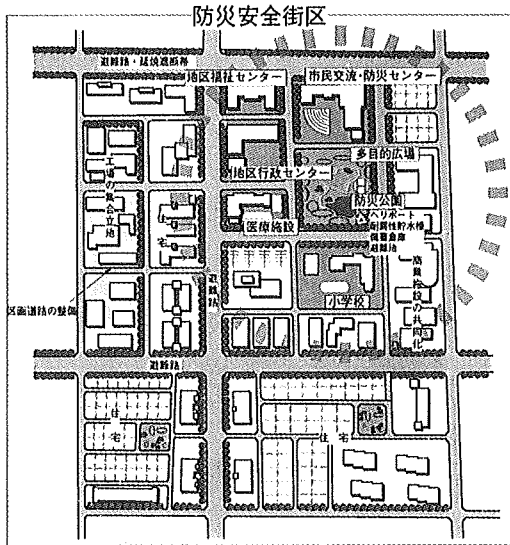 防災安全街区
避難路・延焼遮断帯
地区福祉センター
市民交流・防災センター
工場の集合立地
住宅
地区行政センター
多目的広場
防災公園
ヘリポート
耐震性貯水槽
備蓄倉庫
避難地
医療施設
避難路
小学校
商業施設の共同化
区画道路の整備
避難路
住宅
住宅